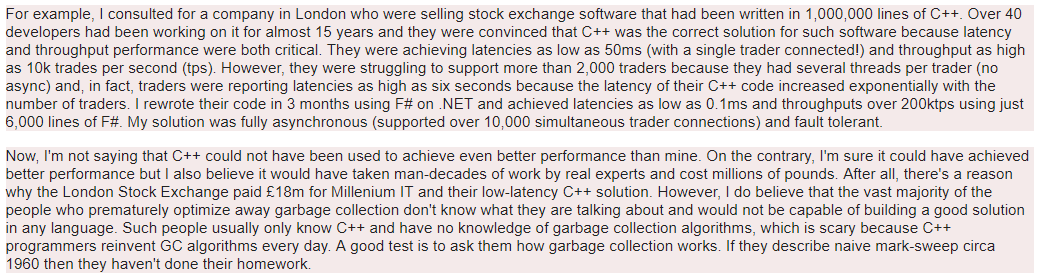 For example, I consulted for a company in London who were selling stock exchange software that had been written in 1,000,000 lines of C++. Over 40
developers had been working on it for almost 15 years and they were convinced that C++ was the correct solution for such software because latency
and throughput performance were both critical. They were achieving latencies as low as 50ms (with a single trader connected!) and throughput as high
as 10k trades per second (tps). However, they were struggling to support more than 2,000 traders because they had several threads per trader (no
async) and, in fact, traders were reporting latencies as high as six seconds because the latency of their C++ code increased exponentially with the
number of traders. I rewrote their code in 3 months using F# on .NET and achieved latencies as low as 0.1ms and throughputs over 200ktps using just
6,000 lines of F#. My solution was fully asynchronous (supported over 10,000 simultaneous trader connections) and fault tolerant.
Now, I'm not saying that C++ could not have been used to achieve even better performance than mine. On the contrary, I'm sure it could have achieved
better performance but I also believe it would have taken man-decades of work by real experts and cost millions of pounds. After all, there's a reason
why the London Stock Exchange paid £18m for Millenium IT and their low-latency C++ solution. However, I do believe that the vast majority of the
people who prematurely optimize away garbage collection don't know what they are talking about and would not be capable of building a good solution
in any language. Such people usually only know C++ and have no knowledge of garbage collection algorithms, which is scary because C++
programmers reinvent GC algorithms every day. A good test is to ask them how garbage collection works. If they describe naive mark-sweep circa
1960 then they haven't done their homework.